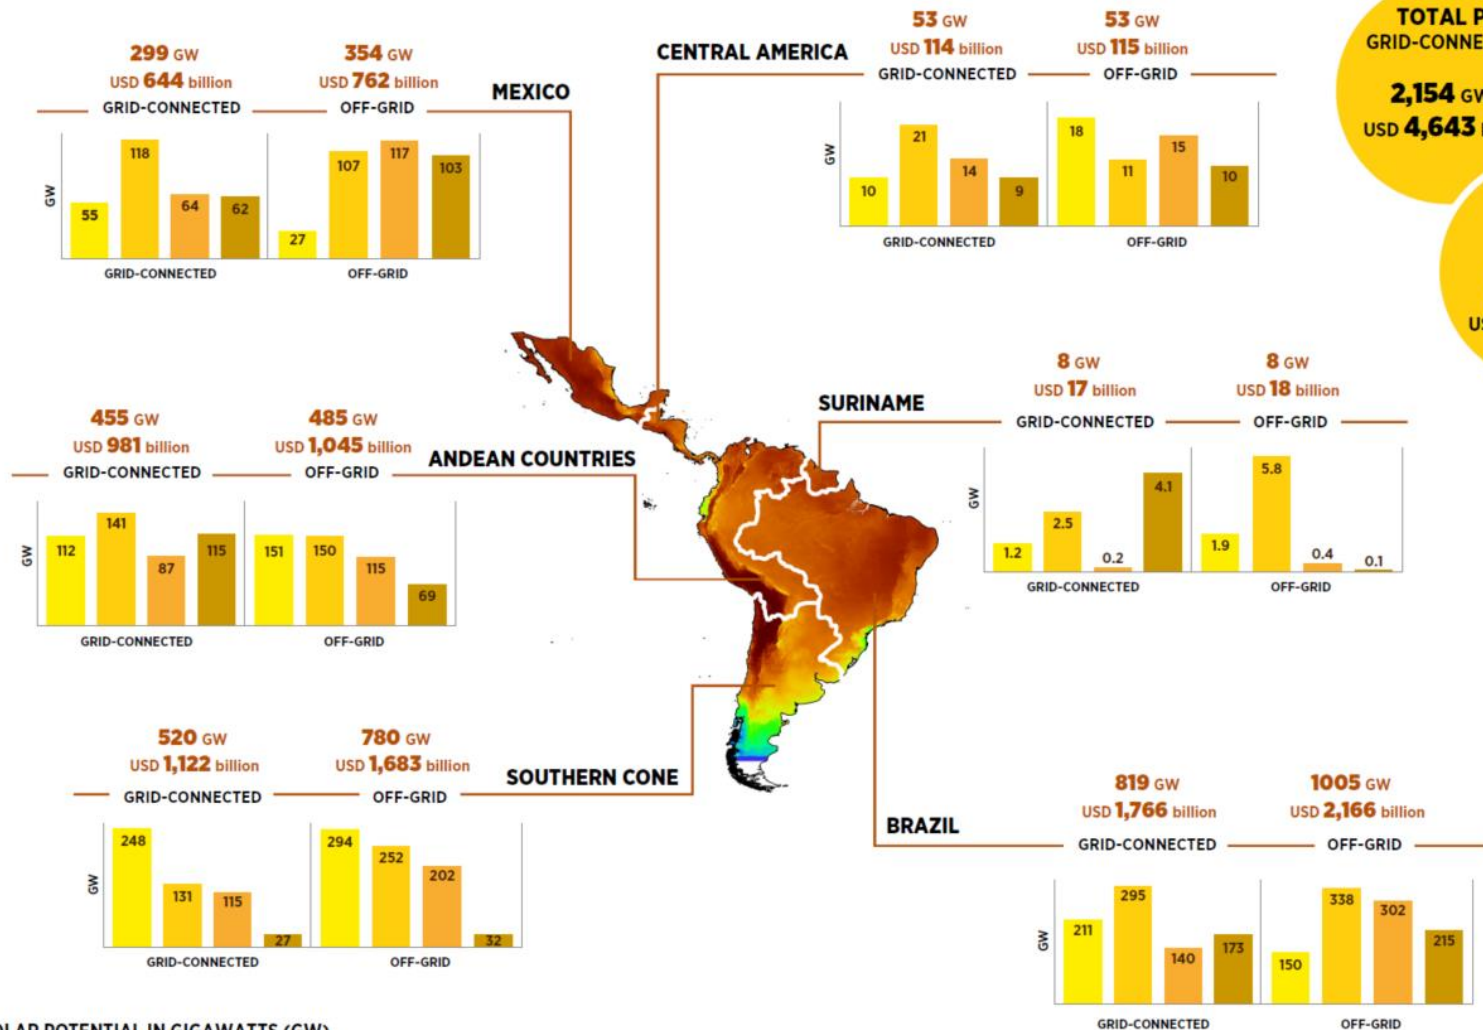 TOTAL
GRID-CONNE
2,154 GW
USD 4,643
299 GW
USD 644 billion
GRID-CONNECTED
354 GW
USD 762 billion
OFF-GRID
MEXICO
GW
55
118
64
62
GRID-CONNECTED
27
107
117
103
OFF-GRID
CENTRAL AMERICA
53 GW
USD 114 billion
GRID-CONNECTED
53 GW
USD 115 billion
OFF-GRID
GW
10
21
14
9
GRID-CONNECTED
18
11
15
10
OFF-GRID
455 GW
USD 981 billion
GRID-CONNECTED
485 GW
USD 1,045 billion
OFF-GRID
ANDEAN COUNTRIES
GW
112
141
87
115
GRID-CONNECTED
151
150
115
69
OFF-GRID
SURINAME
8 GW
USD 17 billion
GRID-CONNECTED
8 GW
USD 18 billion
OFF-GRID
GW
1.2
2.5
0.2
4.1
GRID-CONNECTED
1.9
5.8
0.4
0.1
OFF-GRID
520 GW
USD 1,122 billion
GRID-CONNECTED
780 GW
USD 1,683 billion
OFF-GRID
SOUTHERN CONE
GW
248
131
115
27
GRID-CONNECTED
294
252
202
32
OFF-GRID
BRAZIL
819 GW
USD 1,766 billion
GRID-CONNECTED
1005 GW
USD 2,166 billion
OFF-GRID
GW
211
295
140
173
GRID-CONNECTED
150
338
302
215
OFF-GRID
POTENTIAL IN GIGAWATTS (GW)